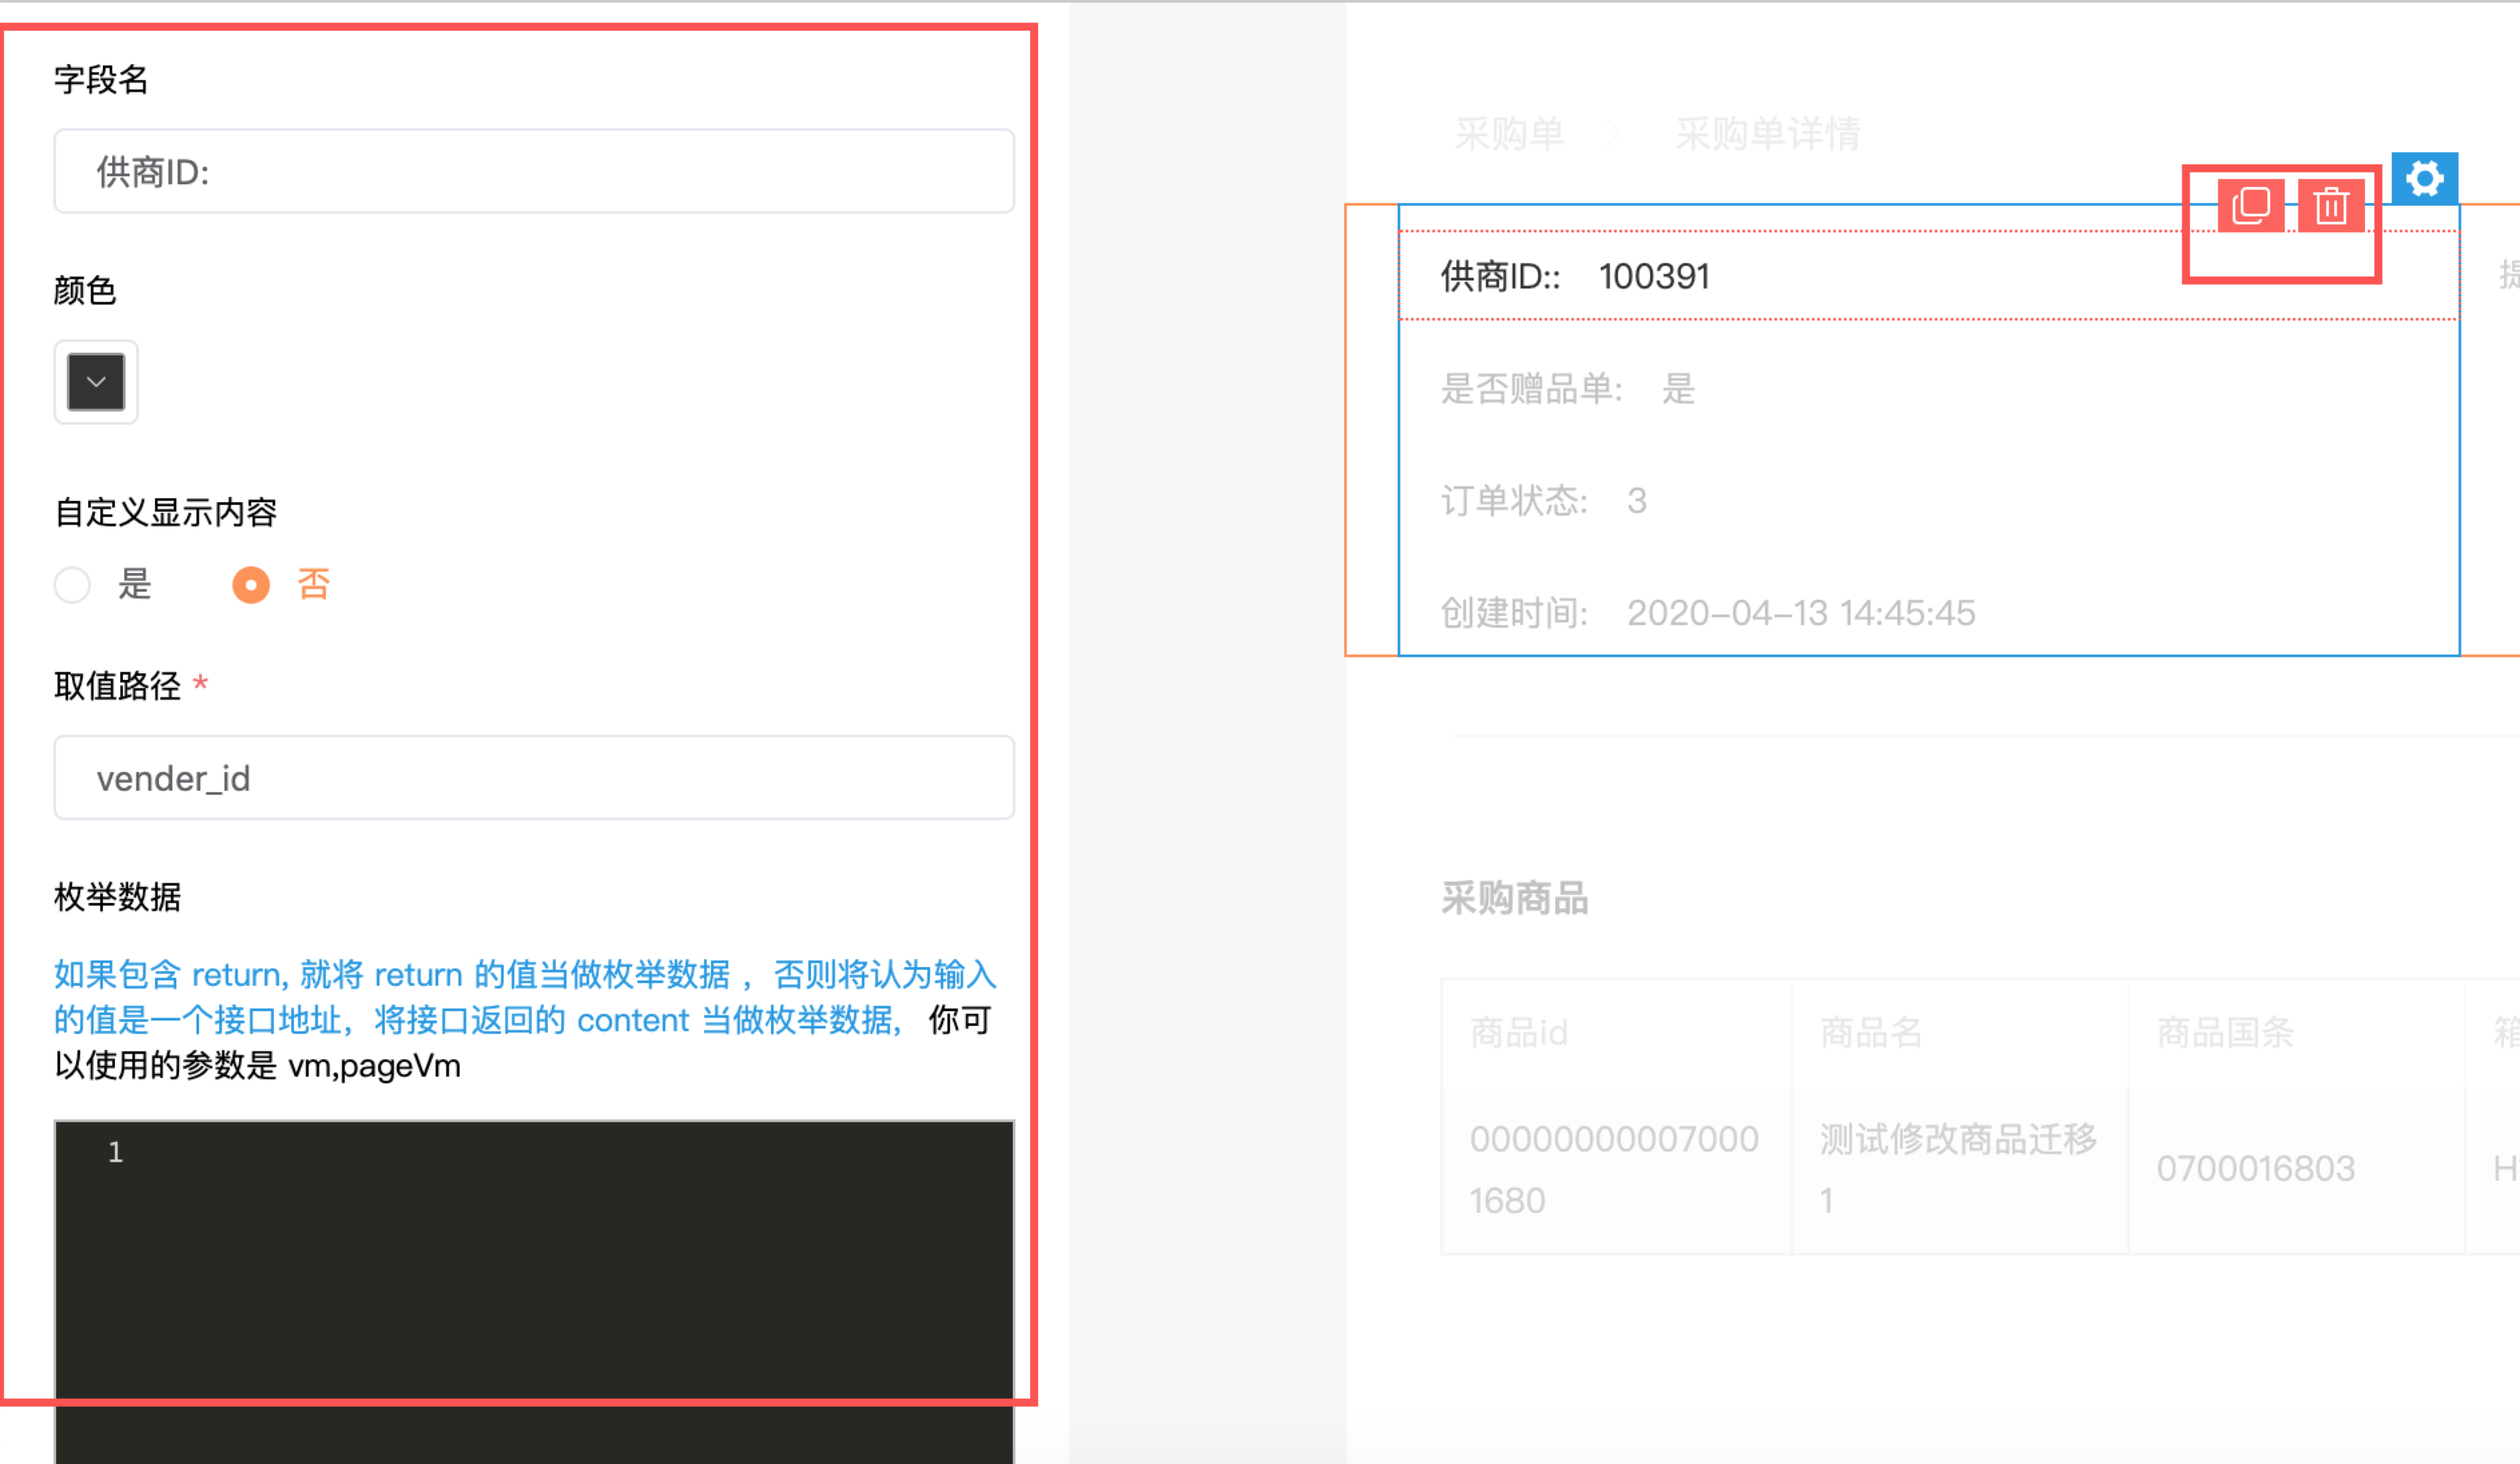 字段名
供商ID:
颜色
自定义显示内容
是 否
取值路径 *
vender_id
枚举数据
如果包含 return, 就将 return 的值当做枚举数据 ，否则将认为输入
的值是一个接口地址，将接口返回的 content 当做枚举数据， 你可
以使用的参数是 vm,pageVm
1
采购单 > 采购单详情
供商ID:: 100391
是否赠品单: 是
订单状态: 3
创建时间: 2020-04-13 14:45:45
采购商品
商品id 商品名 商品国条
00000000007000
1680
测试修改商品迁移
1
0700016803
H